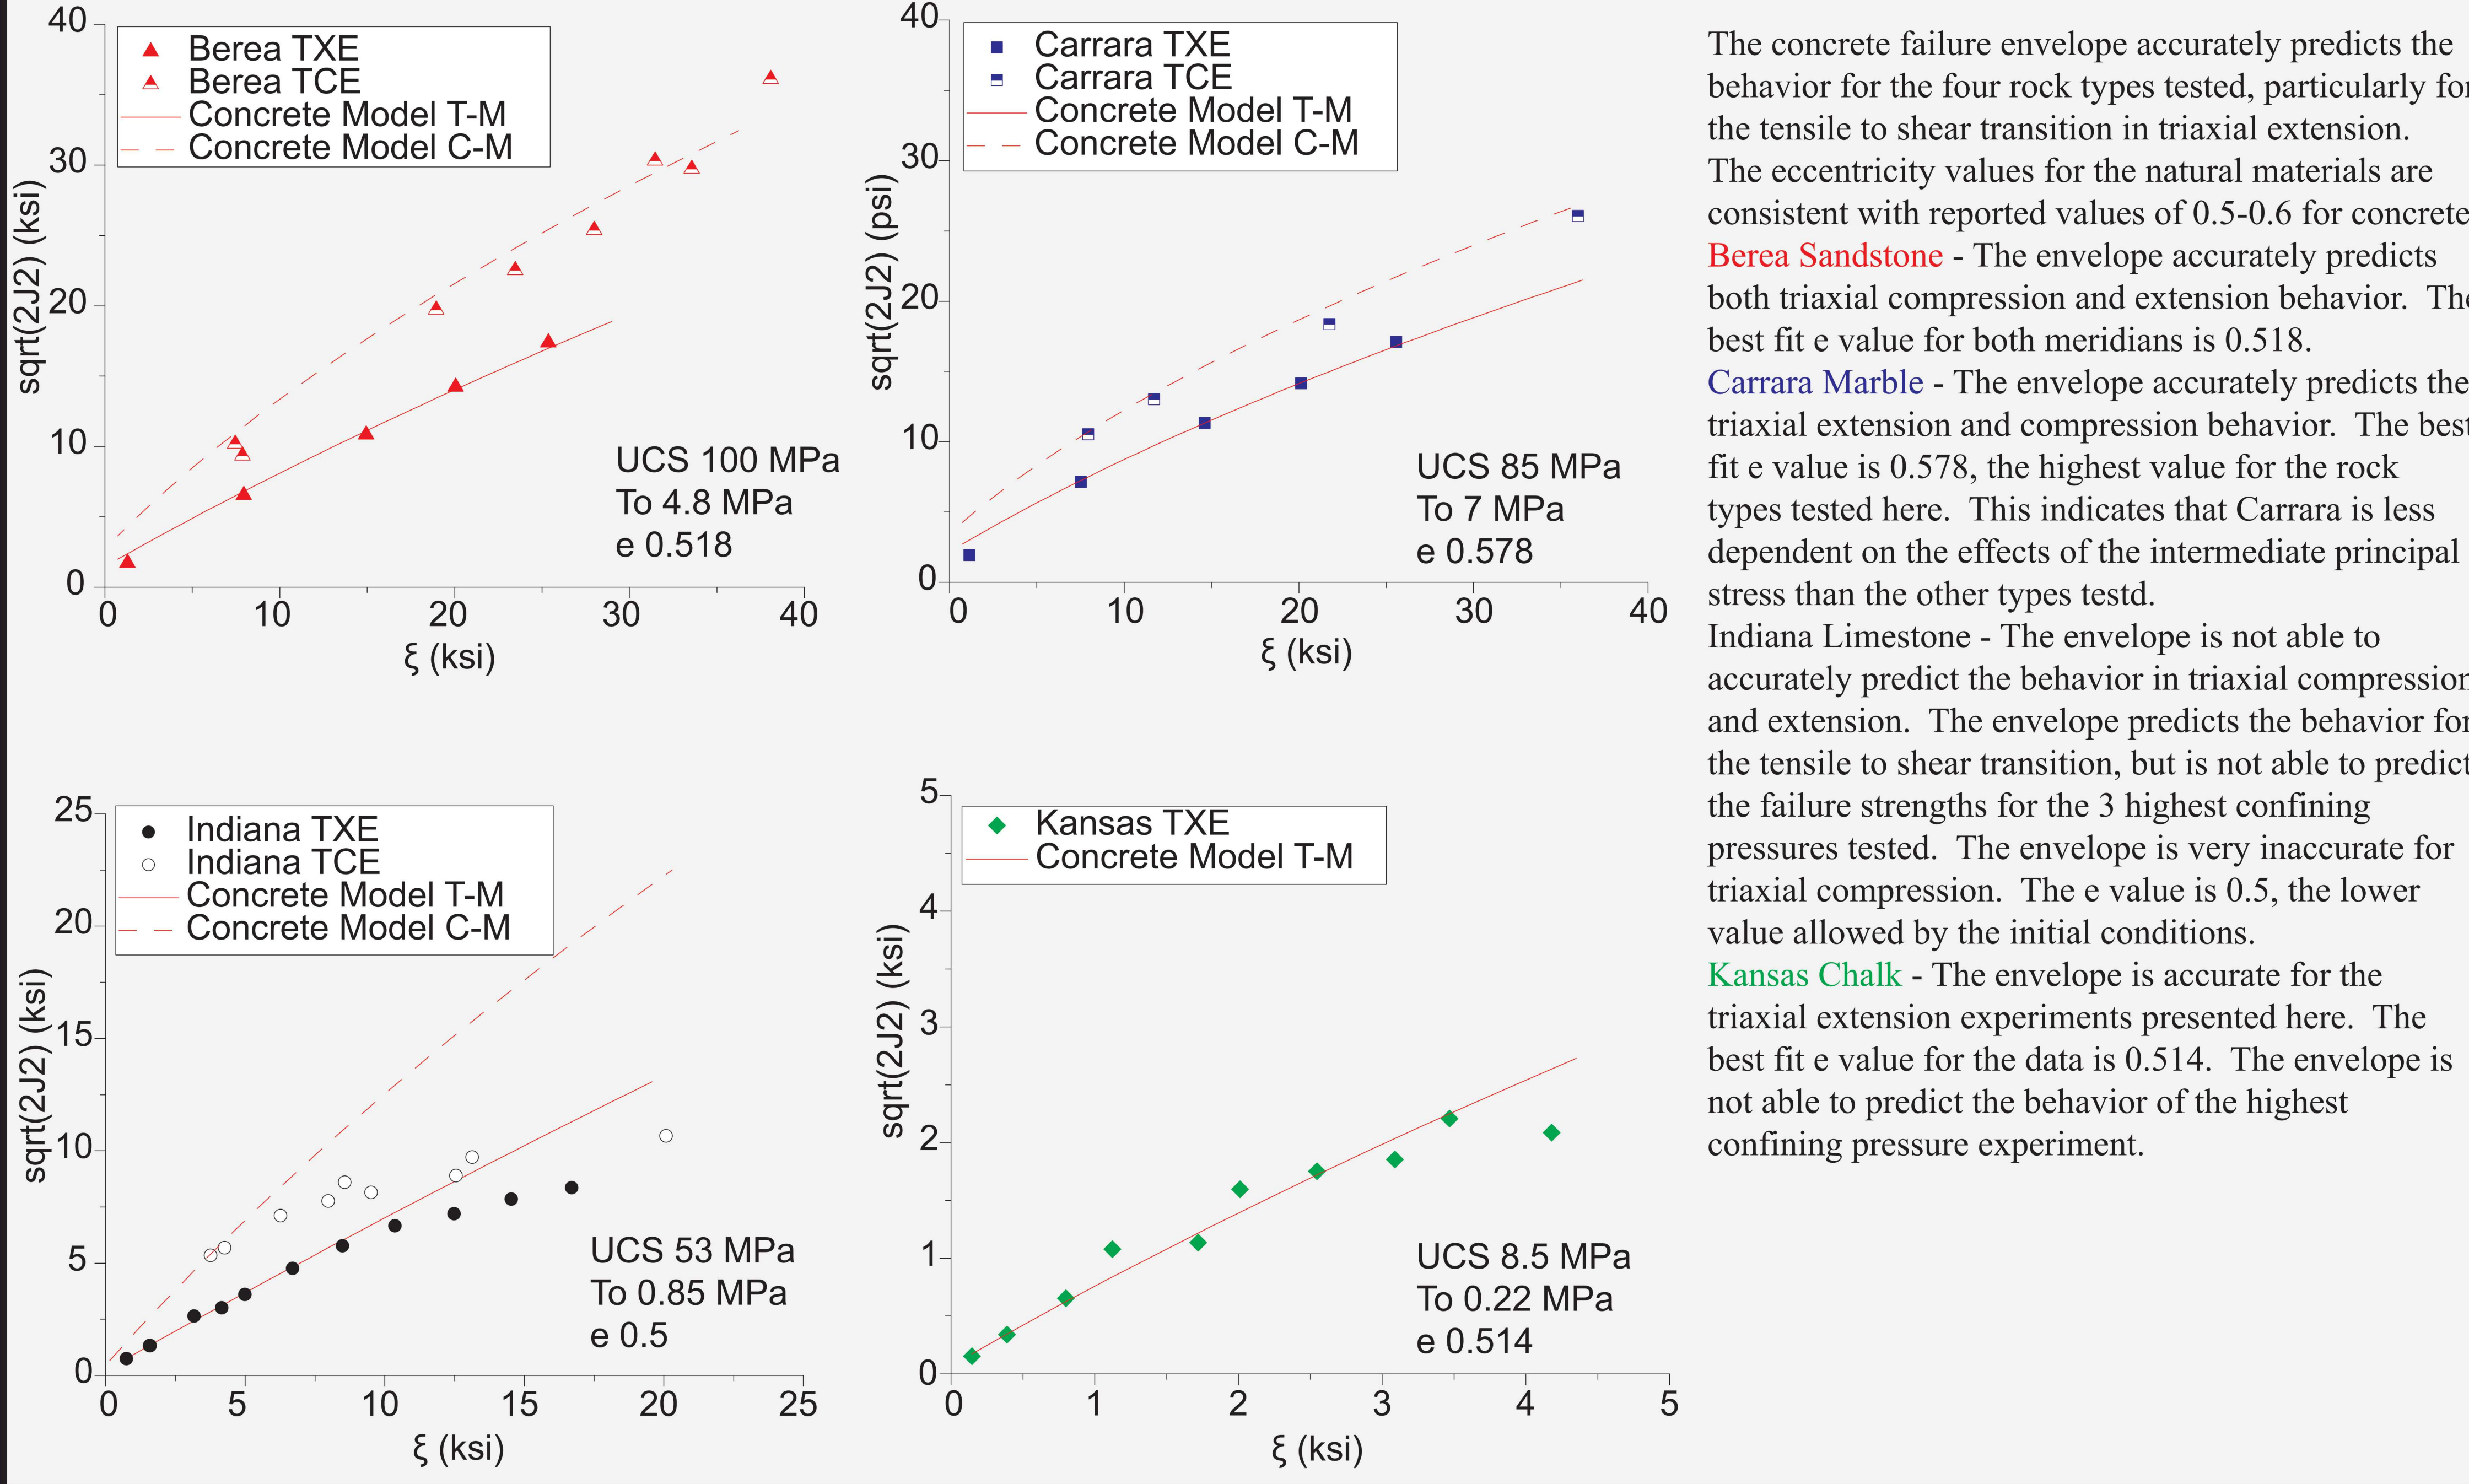 40
30
20
10
0
sqrt(2J2) (ksi)
Berea TXE
Berea TCE
Concrete Model T-M
Concrete Model C-M
UCS 100 MPa
To 4.8 MPa
e 0.518
0 10 20 30 40
ξ (ksi)
40
30
20
10
0
sqrt(2J2) (psi)
Carrara TXE
Carrara TCE
Concrete Model T-M
Concrete Model C-M
UCS 85 MPa
To 7 MPa
e 0.578
0 10 20 30 40
ξ (ksi)
25
20
15
10
5
0
sqrt(2J2) (ksi)
Indiana TXE
Indiana TCE
Concrete Model T-M
Concrete Model C-M
UCS 53 MPa
To 0.85 MPa
e 0.5
0 5 10 15 20 25
ξ (ksi)
5
4
3
2
1
0
sqrt(2J2) (ksi)
Kansas TXE
Concrete Model T-M
UCS 8.5 MPa
To 0.22 MPa
e 0.514
0 1 2 3 4 5
ξ (ksi)
The concrete failure envelope accurately predicts the
behavior for the four rock types tested, particularly for
the tensile to shear transition in triaxial extension.
The eccentricity values for the natural materials are
consistent with reported values of 0.5-0.6 for concrete
Berea Sandstone - The envelope accurately predicts
both triaxial compression and extension behavior. The
best fit e value for both meridians is 0.518.
Carrara Marble - The envelope accurately predicts the
triaxial extension and compression behavior. The best
fit e value is 0.578, the highest value for the rock
types tested here. This indicates that Carrara is less
dependent on the effects of the intermediate principal
stress than the other types testd.
Indiana Limestone - The envelope is not able to
accurately predict the behavior in triaxial compression
and extension. The envelope predicts the behavior for
the tensile to shear transition, but is not able to predict
the failure strengths for the 3 highest confining
pressures tested. The envelope is very inaccurate for
triaxial compression. The e value is 0.5, the lower
value allowed by the initial conditions.
Kansas Chalk - The envelope is accurate for the
triaxial extension experiments presented here. The
best fit e value for the data is 0.514. The envelope is
not able to predict the behavior of the highest
confining pressure experiment.